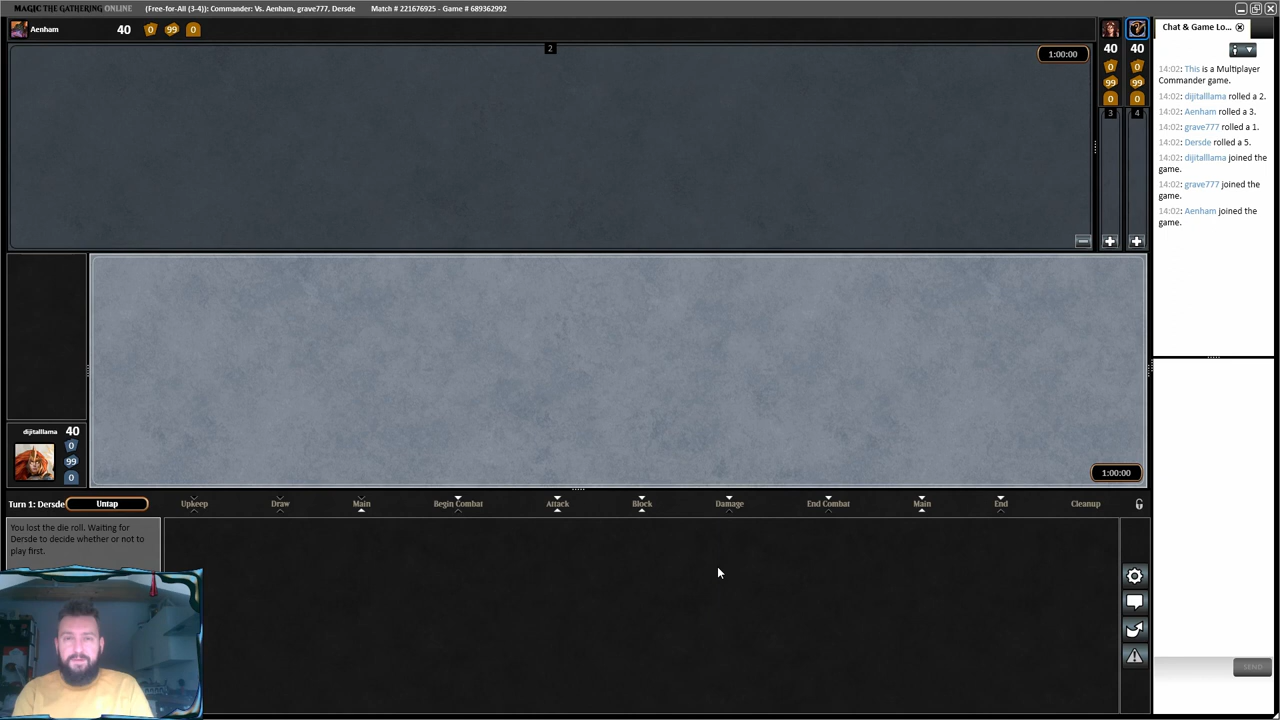 MAGIC THE GATHERING ONLINE (Free-for-All (3-4)): Commander: Vs. Aenham, grave777, Dersde Match # 221676925 - Game # 689362992
Aenham 40 0 99 0
2
1:00:00
40 40
0 0
99 99
0 0
3 4
Chat & Game Lo...
14:02: This is a Multiplayer
Commander game.
14:02: dijitalllama rolled a 2.
14:02: Aenham rolled a 3.
14:02: grave777 rolled a 1.
14:02: Dersde rolled a 5.
14:02: dijitalllama joined the
game.
14:02: grave777 joined the
game.
14:02: Aenham joined the
game.
dijitalllama 40
0
99
0
1:00:00
Turn 1: Dersde Untap Upkeep Draw Main Begin Combat Attack Block Damage End Combat Main End Cleanup
You lost the die roll. Waiting for
Dersde to decide whether or not to
play first.
SEND